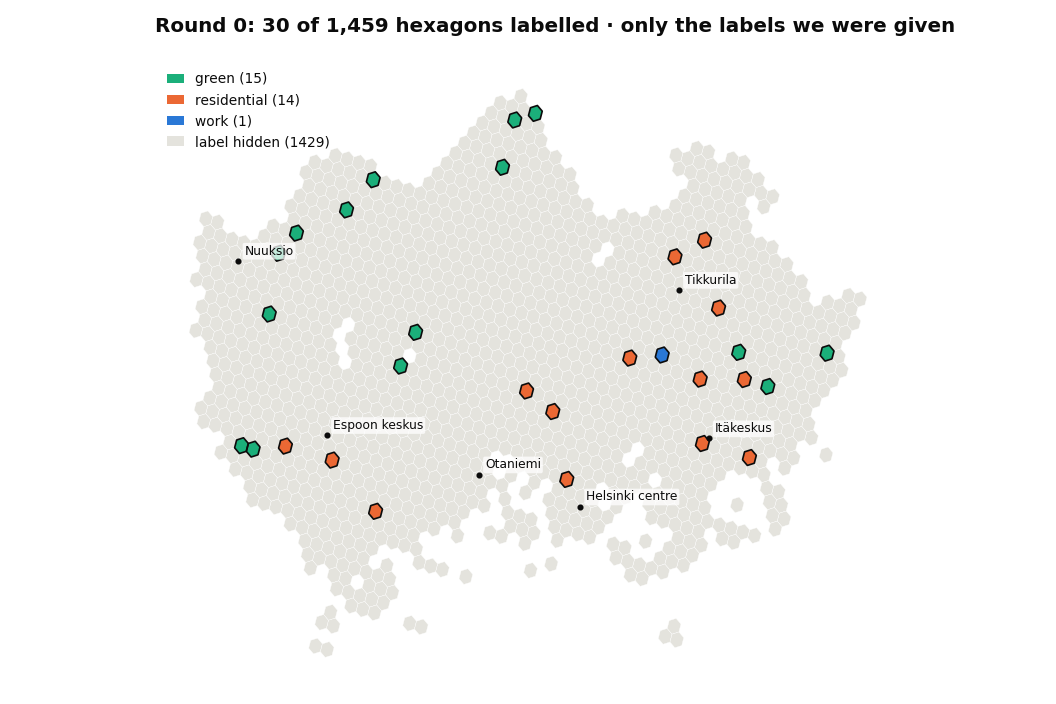 Round 0: 30 of 1,459 hexagons labelled · only the labels we were given
green (15)
residential (14)
work (1)
label hidden (1429)
Nuuksio
Tikkurila
Espoon keskus
Itäkeskus
Otaniemi
Helsinki centre